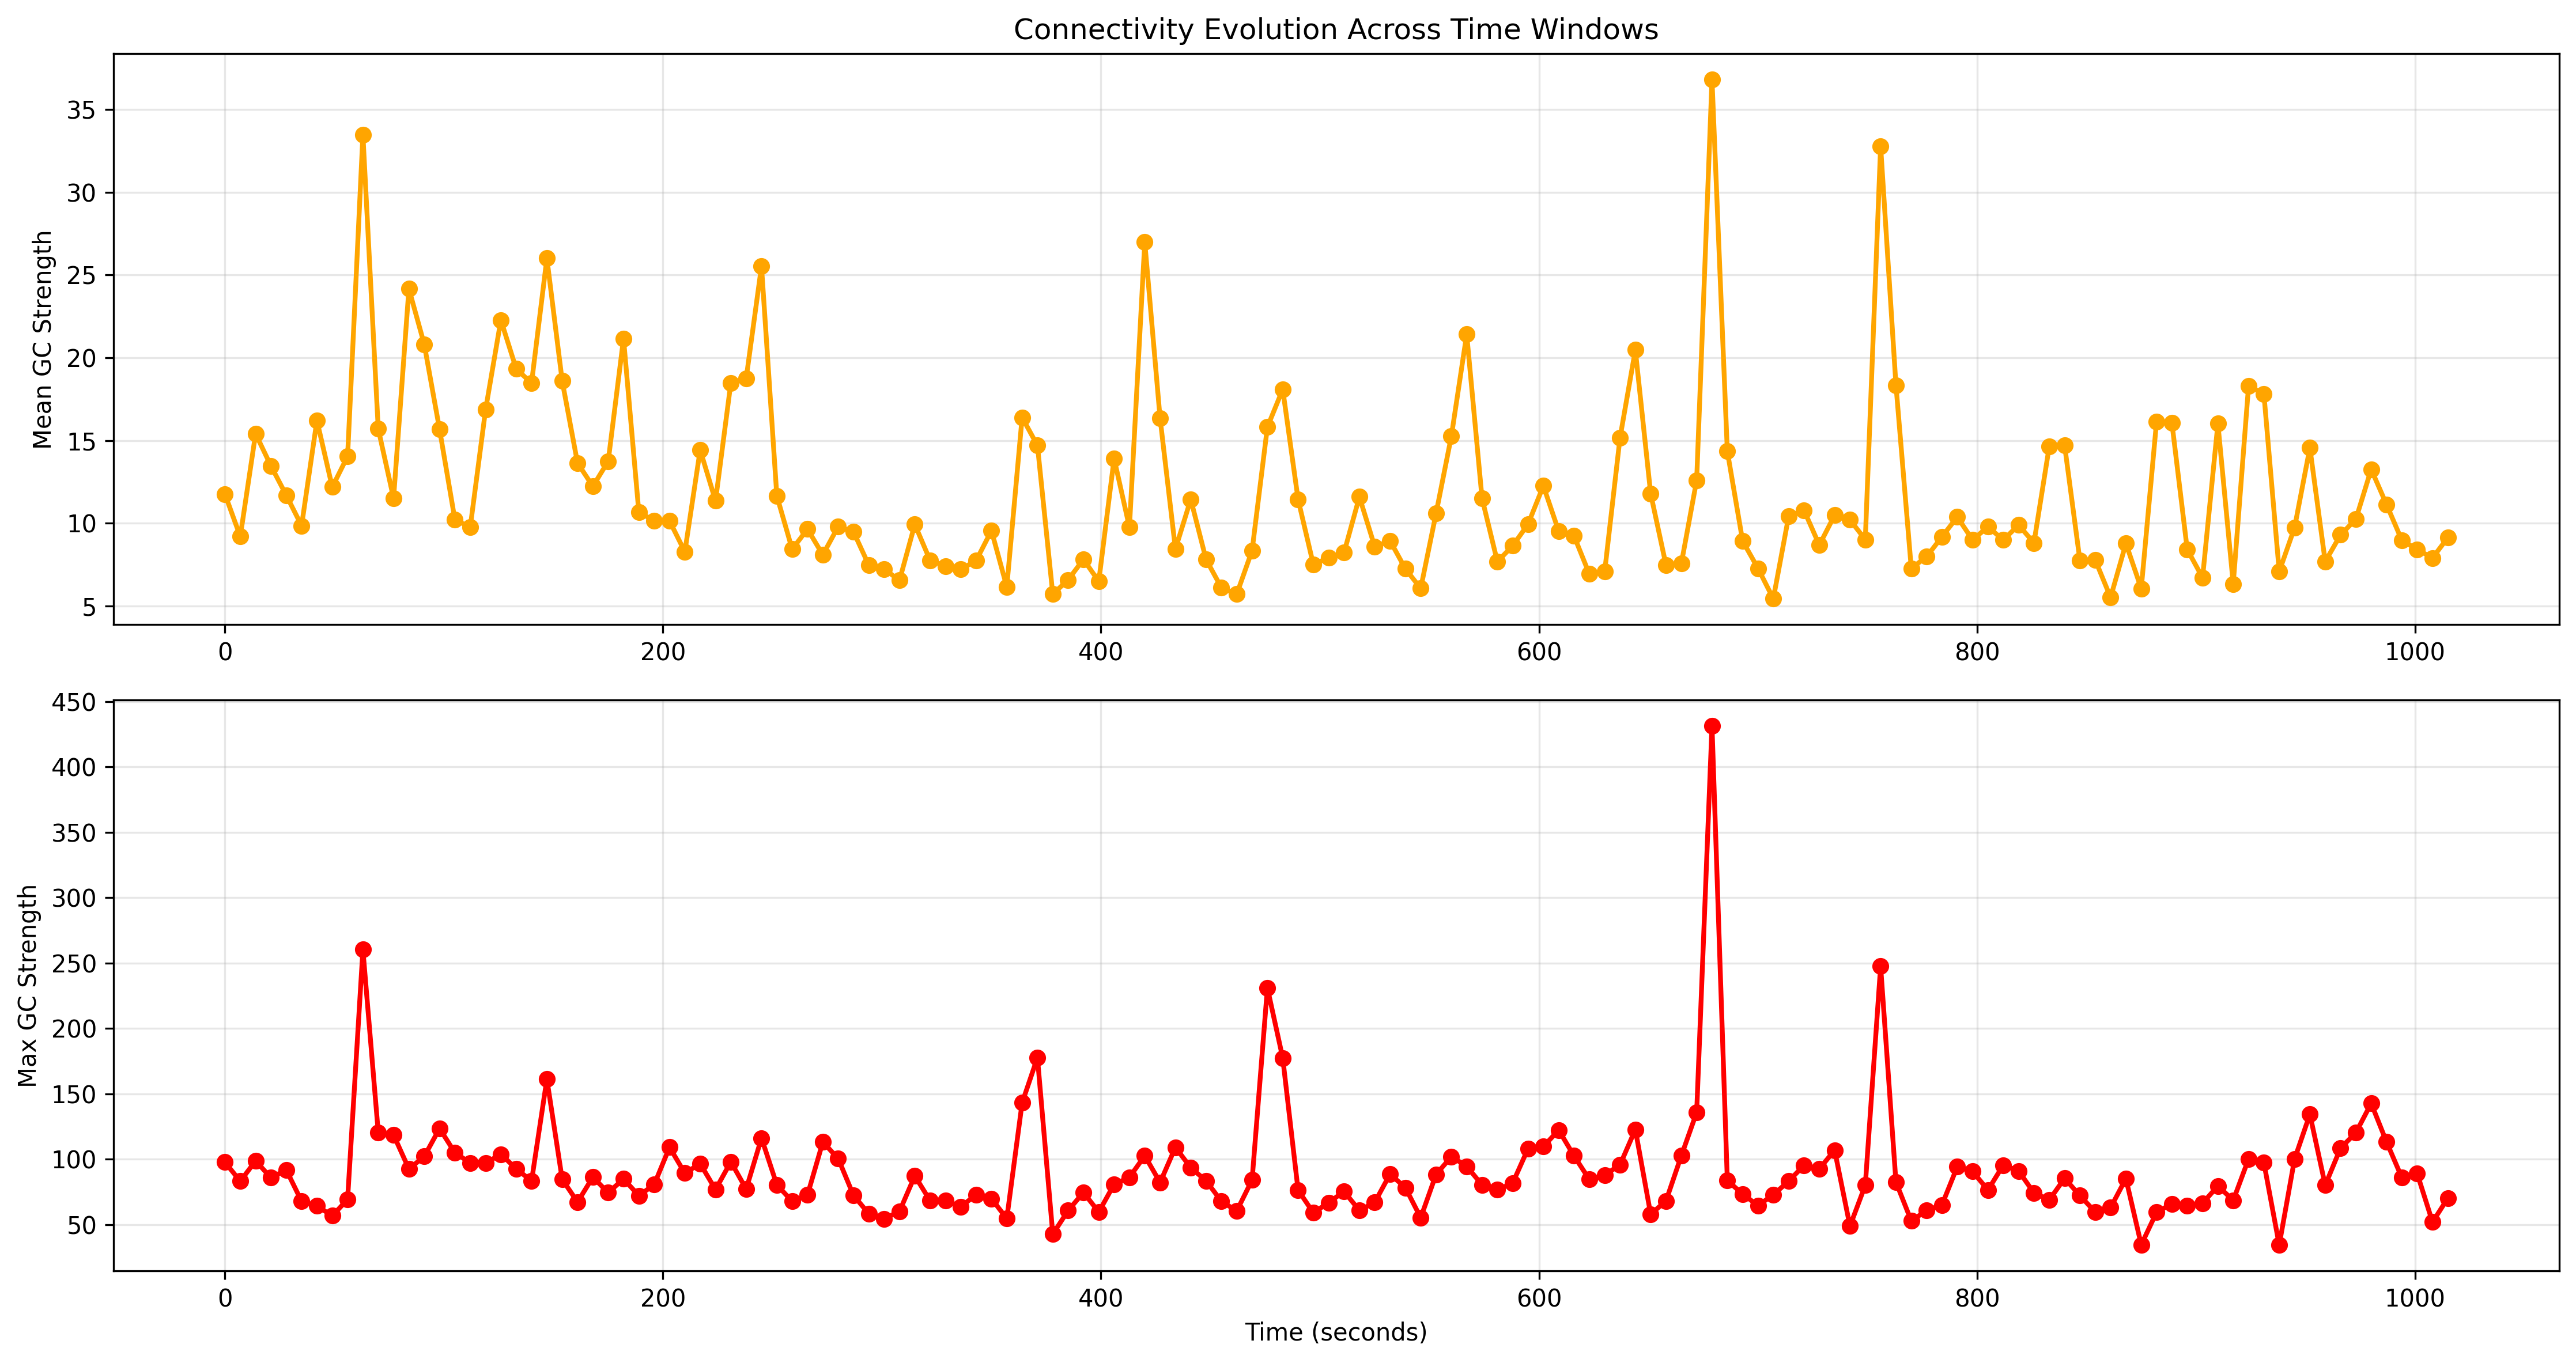 Connectivity Evolution Across Time Windows
Mean GC Strength
35
30
25
20
15
10
5
0 200 400 600 800 1000
Max GC Strength
450
400
350
300
250
200
150
100
50
0 200 400 600 800 1000
Time (seconds)